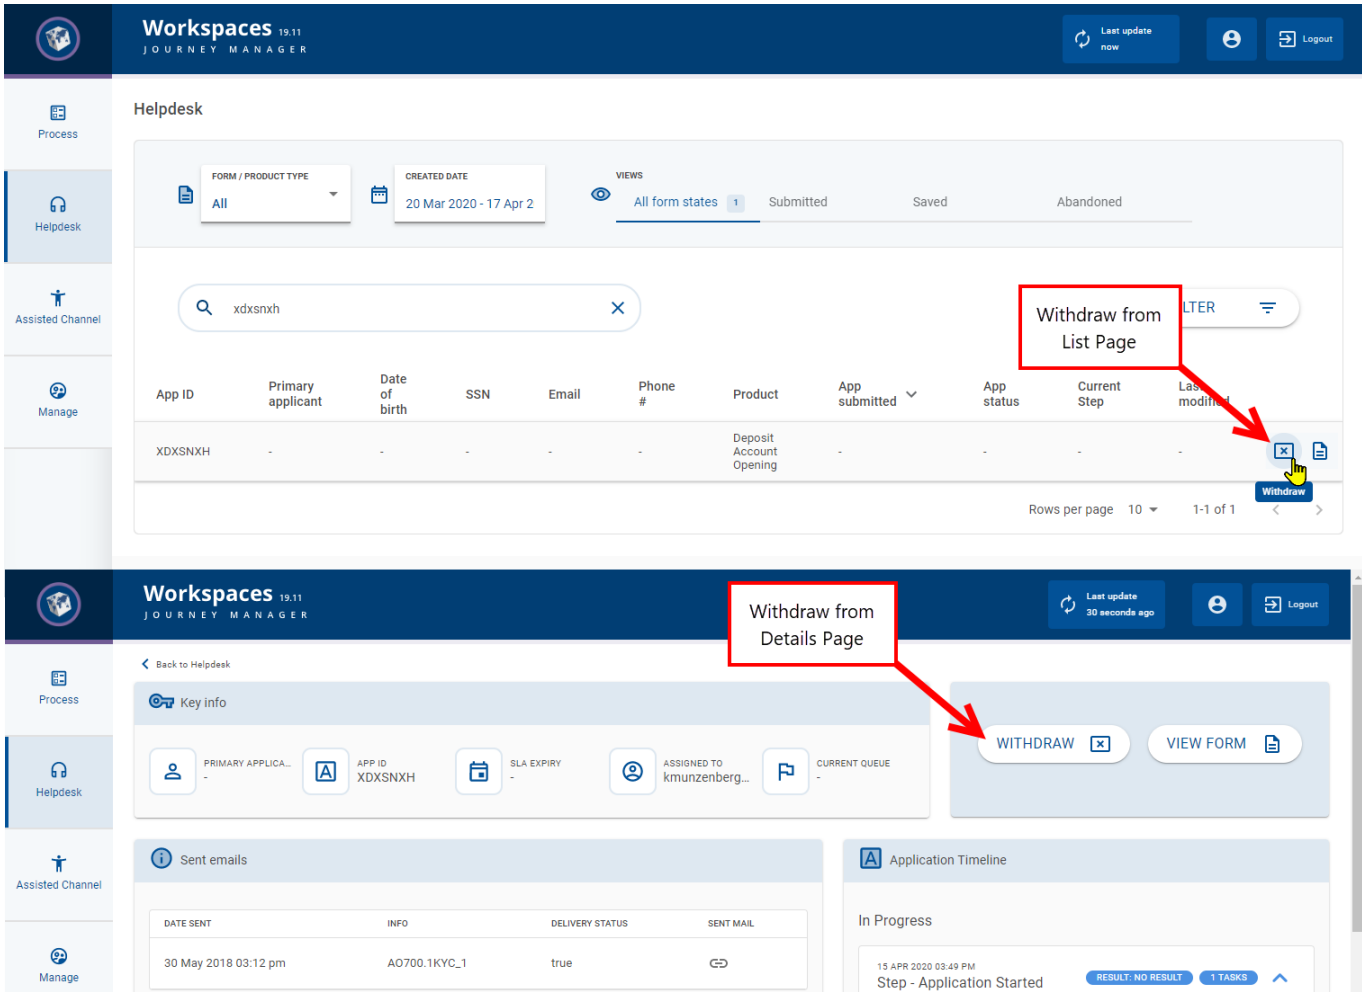 Workspaces 19.11
JOURNEY MANAGER
Last update
now
Logout
Process
Helpdesk
Assisted Channel
Manage
Helpdesk
FORM / PRODUCT TYPE
All
CREATED DATE
20 Mar 2020 - 17 Apr 2
VIEWS
All form states 1
Submitted
Saved
Abandoned
xdxsnxh
Withdraw from
List Page
LTER
App ID
Primary
applicant
Date
of
birth
SSN
Email
Phone
#
Product
App
submitted
App
status
Current
Step
Last
modified
XDXSNXH
-
-
-
-
-
Deposit
Account
Opening
-
-
-
-
Withdraw
Rows per page 10
1-1 of 1
Workspaces 19.11
JOURNEY MANAGER
Withdraw from
Details Page
Last update
30 seconds ago
Logout
Process
Helpdesk
Assisted Channel
Manage
Back to Helpdesk
Key info
PRIMARY APPLICA...
-
APP ID
XDXSNXH
SLA EXPIRY
-
ASSIGNED TO
kmunzenberg...
CURRENT QUEUE
-
WITHDRAW
VIEW FORM
Sent emails
DATE SENT
INFO
DELIVERY STATUS
SENT MAIL
30 May 2018 03:12 pm
AO700.1KYC_1
true
Application Timeline
In Progress
15 APR 2020 03:49 PM
Step - Application Started
RESULT: NO RESULT
1 TASKS